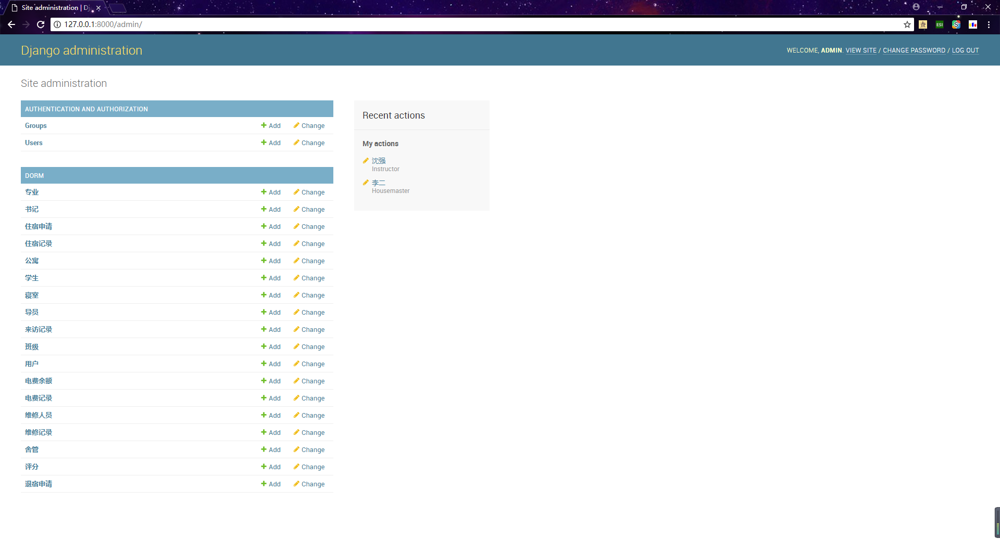 Site administration | Dj
127.0.0.1:8000/admin/
ESI
Django administration
WELCOME, ADMIN. VIEW SITE / CHANGE PASSWORD / LOG OUT
Site administration
AUTHENTICATION AND AUTHORIZATION
Groups Add Change
Users Add Change
DORM
专业 Add Change
书记 Add Change
住宿申请 Add Change
住宿记录 Add Change
公寓 Add Change
学生 Add Change
寝室 Add Change
导员 Add Change
来访记录 Add Change
班级 Add Change
用户 Add Change
电费余额 Add Change
电费记录 Add Change
维修人员 Add Change
维修记录 Add Change
舍管 Add Change
评分 Add Change
退宿申请 Add Change
Recent actions
My actions
沈强
Instructor
李二
Housemaster